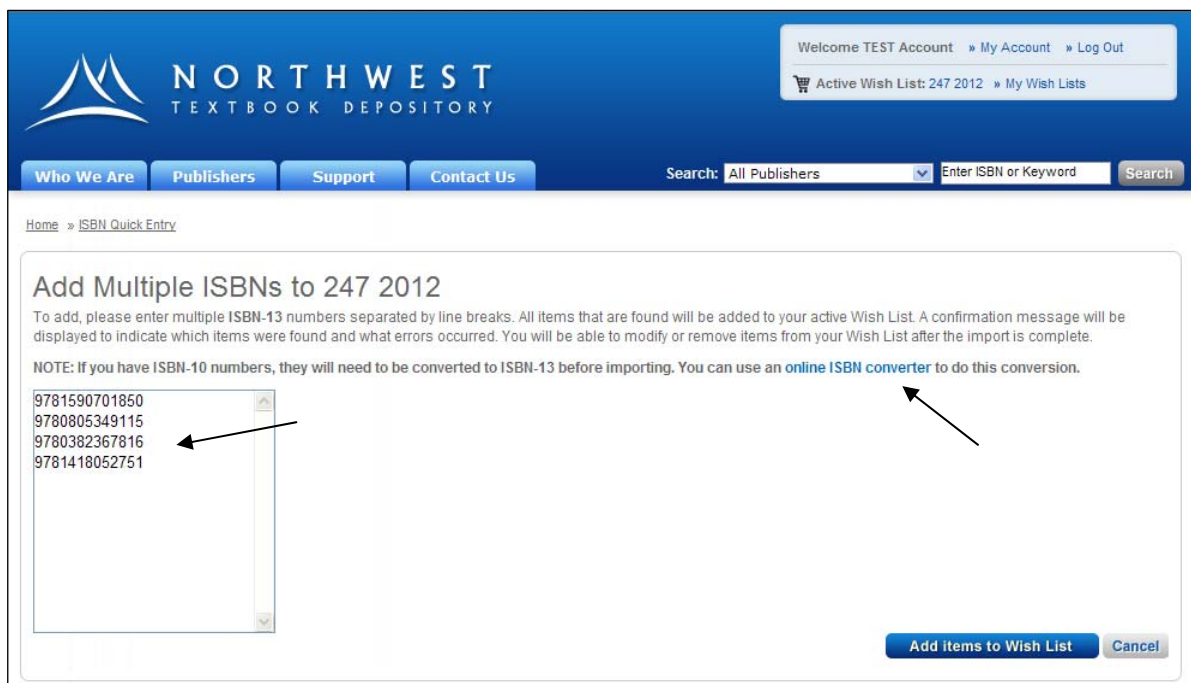 Welcome TEST Account » My Account » Log Out
Active Wish List: 247 2012 » My Wish Lists
NORTHWEST
TEXTBOOK DEPOSITORY
Who We Are Publishers Support Contact Us Search: All Publishers Enter ISBN or Keyword Search
Home » ISBN Quick Entry
Add Multiple ISBNs to 247 2012
To add, please enter multiple ISBN-13 numbers separated by line breaks. All items that are found will be added to your active Wish List. A confirmation message will be
displayed to indicate which items were found and what errors occurred. You will be able to modify or remove items from your Wish List after the import is complete.
NOTE: If you have ISBN-10 numbers, they will need to be converted to ISBN-13 before importing. You can use an online ISBN converter to do this conversion.
9781590701850
9780805349115
9780382367816
9781418052751
Add items to Wish List Cancel